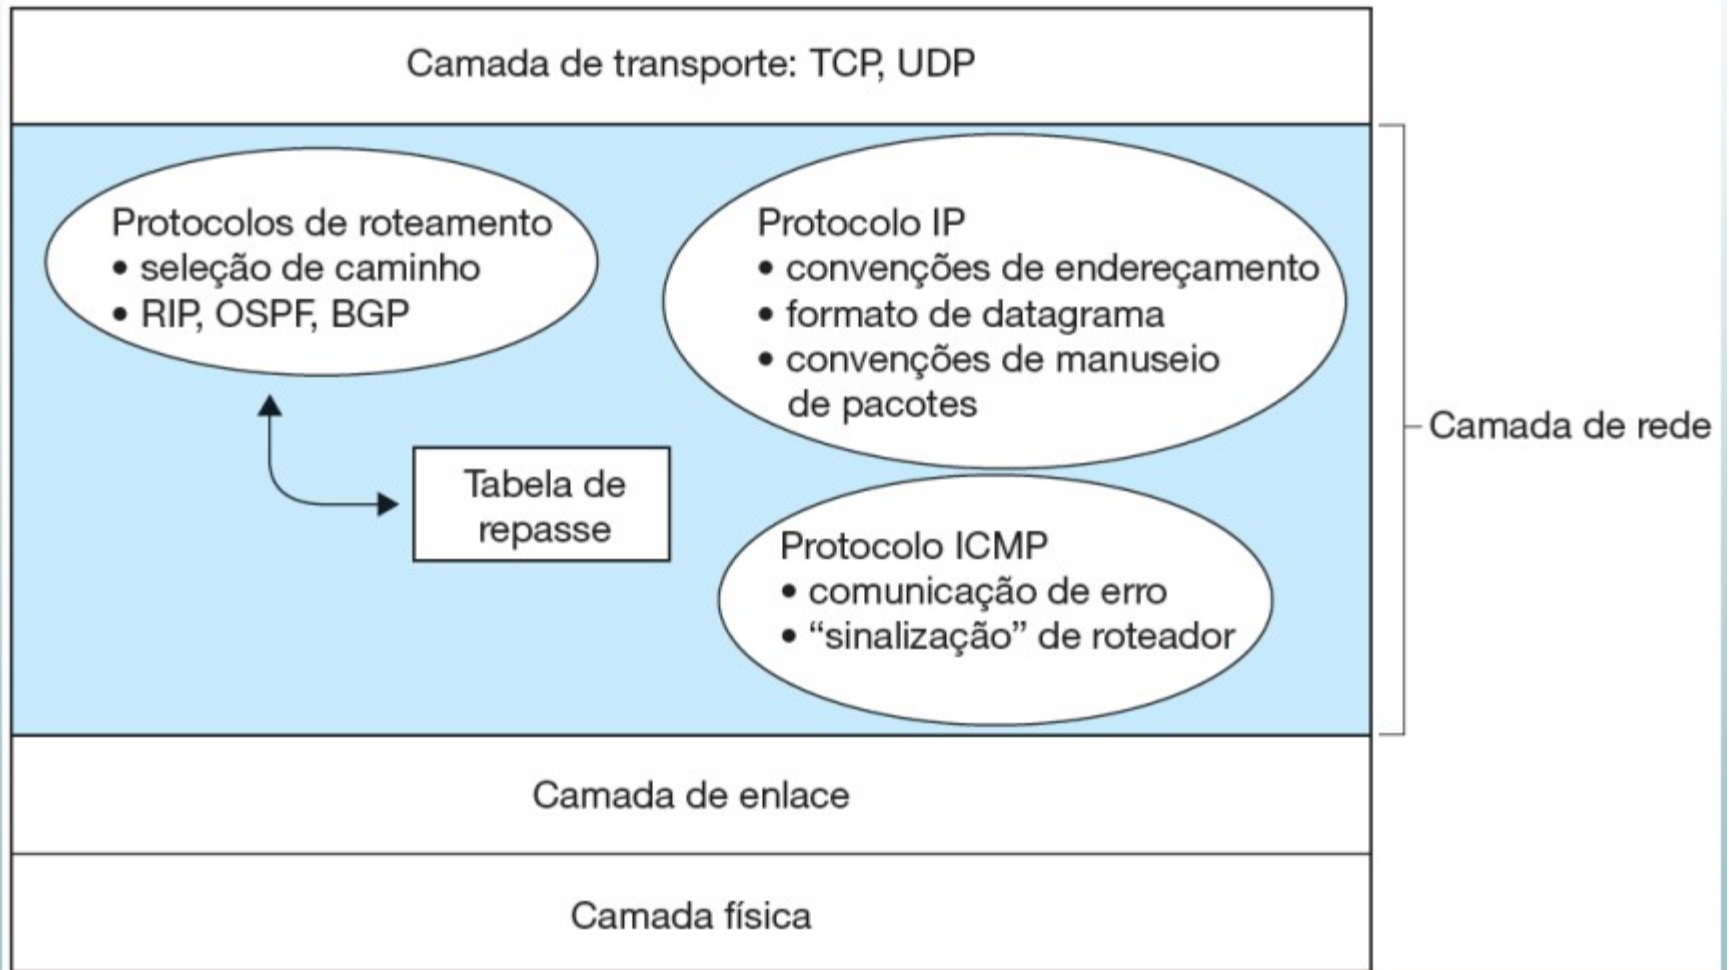 Camada de transporte: TCP, UDP
Protocolos de roteamento
• seleção de caminho
• RIP, OSPF, BGP
Protocolo IP
• convenções de endereçamento
• formato de datagrama
• convenções de manuseio
de pacotes
Tabela de
repasse
Protocolo ICMP
• comunicação de erro
• “sinalização” de roteador
Camada de rede
Camada de enlace
Camada física